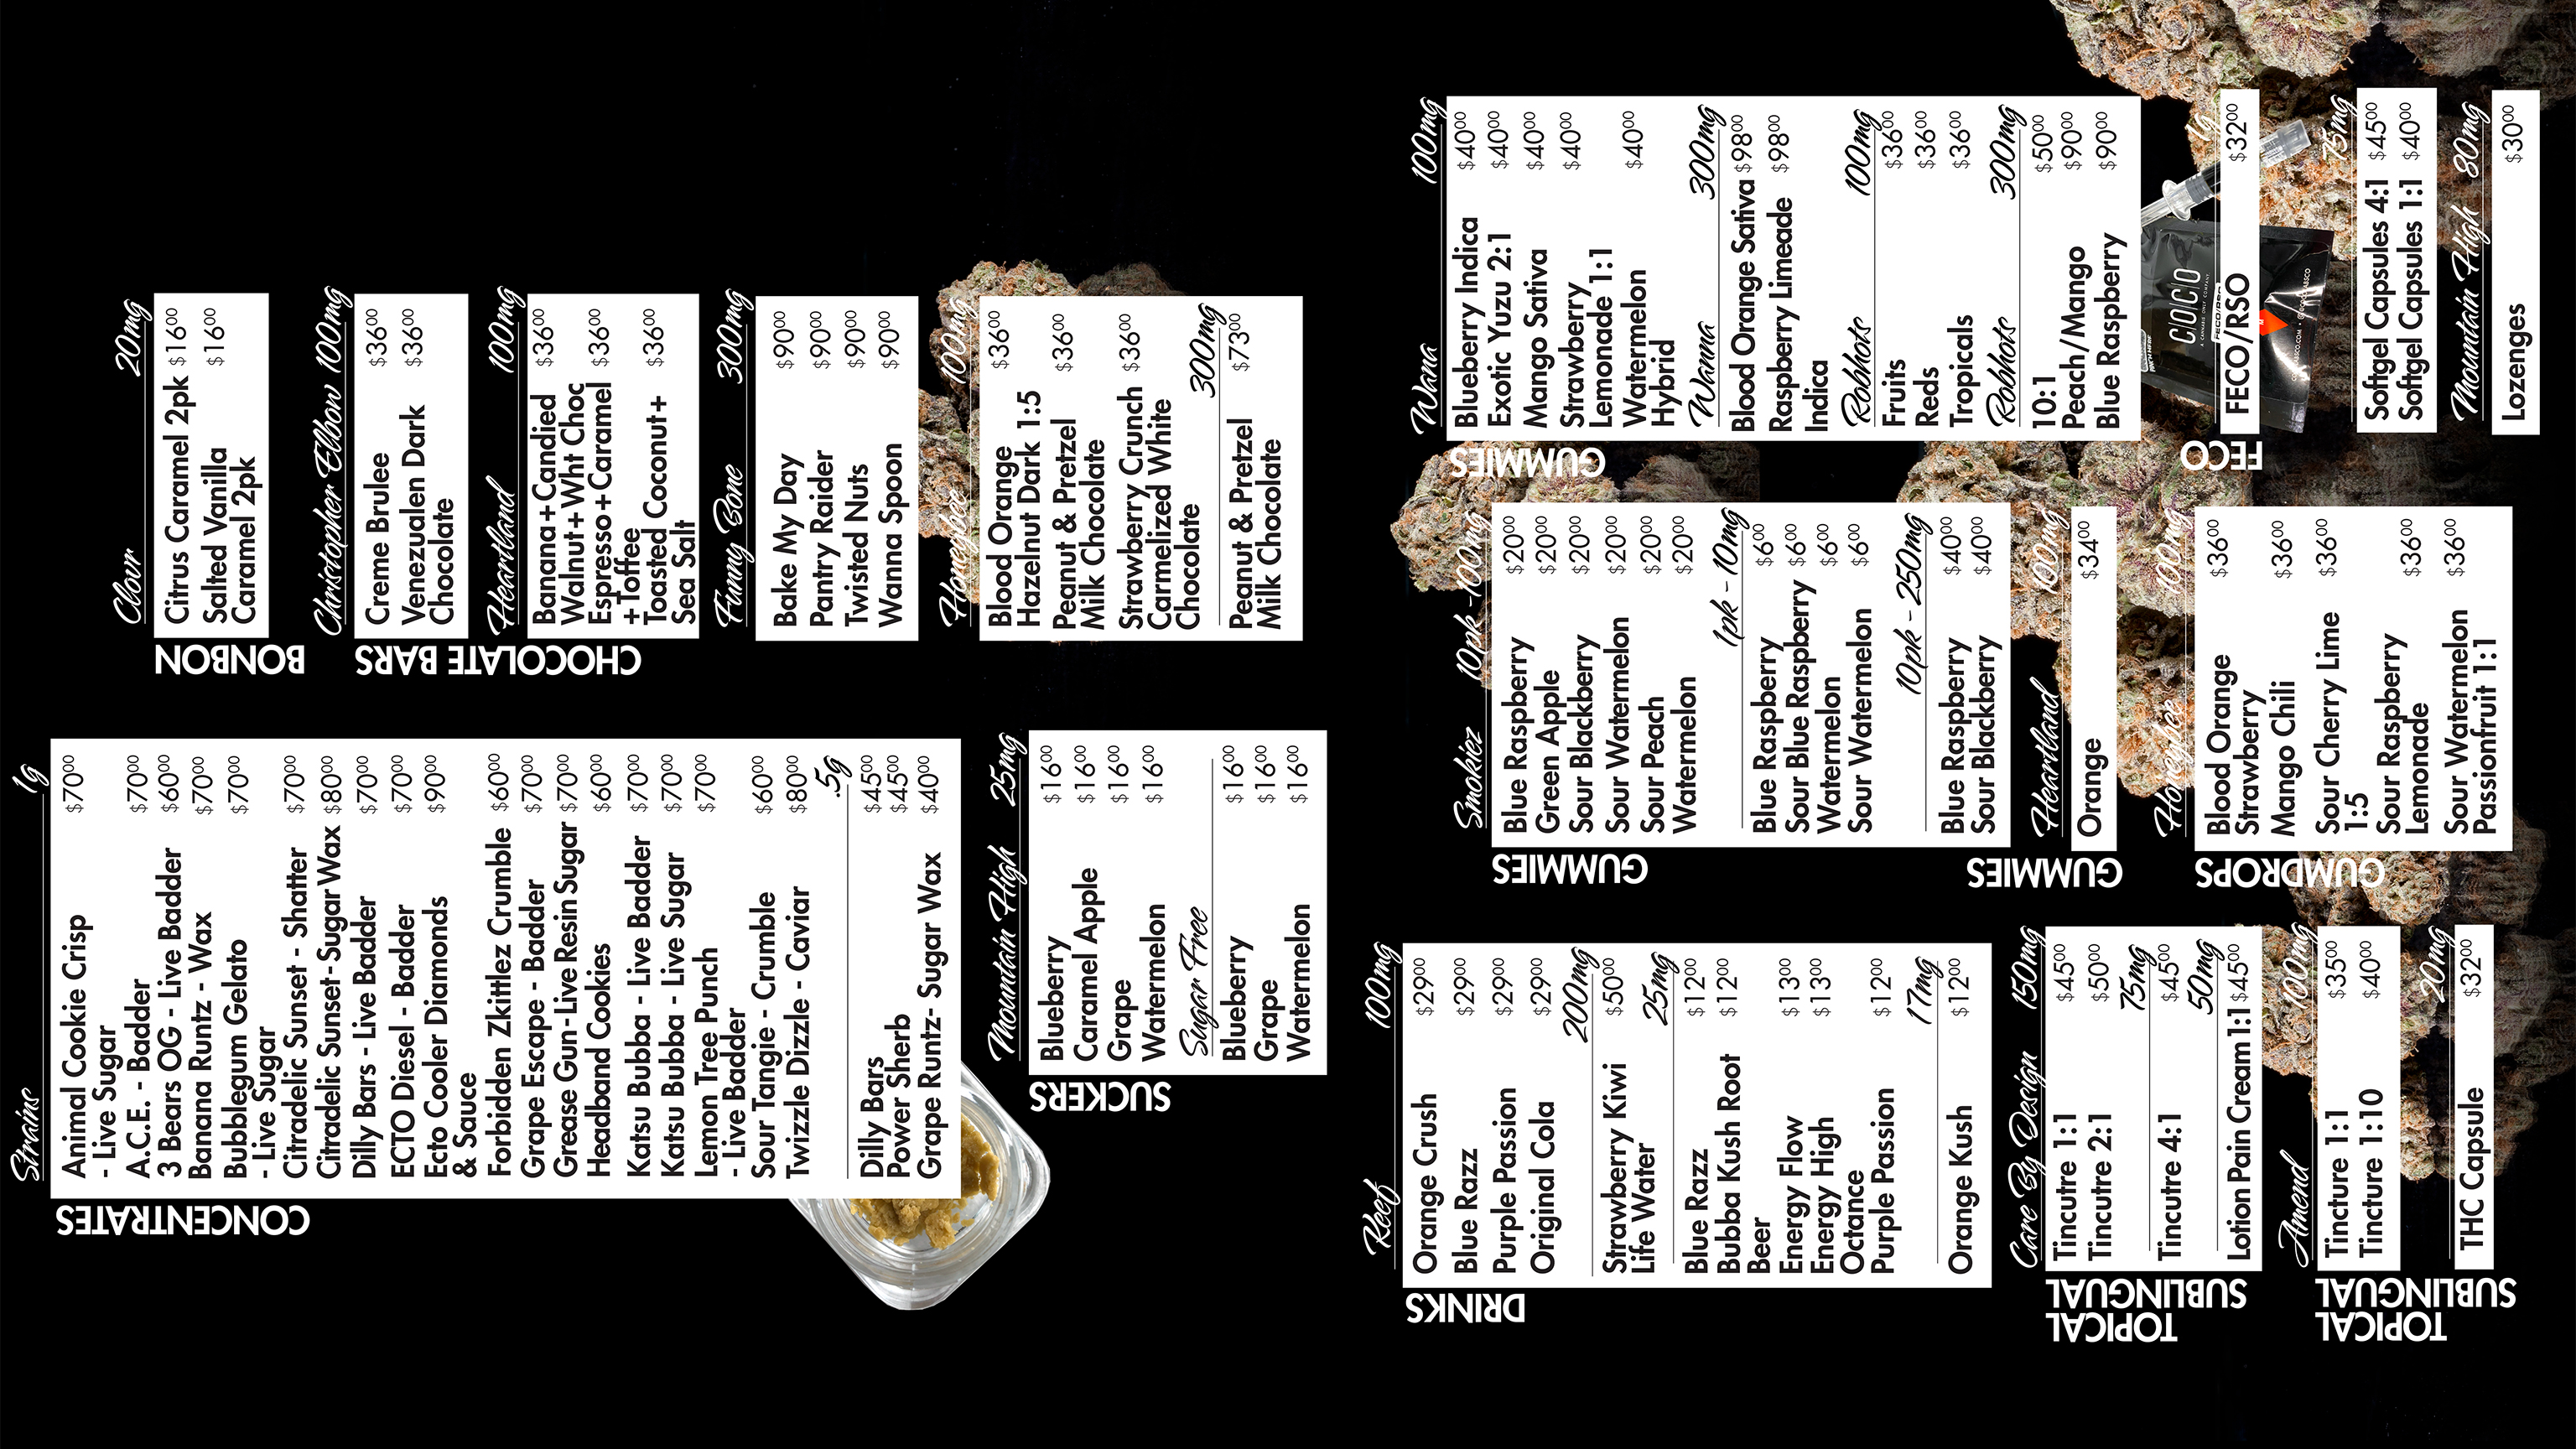 CONCENTRATES
Strains 1g
Animal Cookie Crisp $70⁰⁰
- Live Sugar
A.C.E. - Badder $70⁰⁰
3 Bears OG - Live Badder $60⁰⁰
Banana Runtz - Wax $70⁰⁰
Bubblegum Gelato $70⁰⁰
- Live Sugar
Citradelic Sunset - Shatter $70⁰⁰
Citradelic Sunset - Sugar Wax $80⁰⁰
Dilly Bars - Live Badder $70⁰⁰
ECTO Diesel - Badder $70⁰⁰
Ecto Cooler Diamonds $90⁰⁰
& Sauce
Forbidden Zkittlez Crumble $60⁰⁰
Grape Escape - Badder $70⁰⁰
Grease Gun - Live Resin Sugar $70⁰⁰
Headband Cookies $60⁰⁰
Katsu Bubba - Live Badder $70⁰⁰
Katsu Bubba - Live Sugar $70⁰⁰
Lemon Tree Punch $70⁰⁰
- Live Badder
Sour Tangie - Crumble $60⁰⁰
Twizzle Dizzle - Caviar $80⁰⁰
.5g
Dilly Bars $45⁰⁰
Power Sherb $45⁰⁰
Grape Runtz- Sugar Wax $40⁰⁰
SUCKERS
Mountain High 25mg
Blueberry $16⁰⁰
Caramel Apple $16⁰⁰
Grape $16⁰⁰
Watermelon $16⁰⁰
Sugar Free
Blueberry $16⁰⁰
Grape $16⁰⁰
Watermelon $16⁰⁰
BONBON
Clovr 20mg
Citrus Caramel 2pk $16⁰⁰
Salted Vanilla $16⁰⁰
Caramel 2pk
CHOCOLATE BARS
Christopher Elbow 100mg
Creme Brulee $36⁰⁰
Venezualen Dark $36⁰⁰
Chocolate
Heartland 100mg
Banana+Candied $36⁰⁰
Walnut+Wht Choc
Espresso+Caramel $36⁰⁰
+Toffee
Toasted Coconut+ $36⁰⁰
Sea Salt
Funny Bone 300mg
Bake My Day $90⁰⁰
Pantry Raider $90⁰⁰
Twisted Nuts $90⁰⁰
Wanna Spoon $90⁰⁰
Honeybee 100mg
Blood Orange $36⁰⁰
Hazelnut Dark 1:5
Peanut & Pretzel $36⁰⁰
Milk Chocolate
Strawberry Crunch $36⁰⁰
Carmelized White
Chocolate
300mg
Peanut & Pretzel $73⁰⁰
Milk Chocolate
DRINKS
Keef 100mg
Orange Crush $29⁰⁰
Blue Razz $29⁰⁰
Purple Passion $29⁰⁰
Original Cola $29⁰⁰
200mg
Strawberry Kiwi $50⁰⁰
Life Water
25mg
Blue Razz $12⁰⁰
Bubba Kush Root $12⁰⁰
Beer
Energy Flow $13⁰⁰
Energy High $13⁰⁰
Octance
Purple Passion $12⁰⁰
17mg
Orange Kush $12⁰⁰
TOPICAL
SUBLINGUAL
Care By Design 150mg
Tincutre 1:1 $45⁰⁰
Tincutre 2:1 $50⁰⁰
75mg
Tincutre 4:1 $45⁰⁰
50mg
Lotion Pain Cream 1:1 $45⁰⁰
TOPICAL
SUBLINGUAL
Amend 100mg
Tincture 1:1 $35⁰⁰
Tincture 1:10 $40⁰⁰
20mg
THC Capsule $32⁰⁰
GUMMIES
Smokiez 10pk - 100mg
Blue Raspberry $20⁰⁰
Green Apple $20⁰⁰
Sour Blackberry $20⁰⁰
Sour Watermelon $20⁰⁰
Sour Peach $20⁰⁰
Watermelon $20⁰⁰
1pk - 10mg
Blue Raspberry $6⁰⁰
Sour Blue Raspberry $6⁰⁰
Watermelon $6⁰⁰
Sour Watermelon $6⁰⁰
10pk - 250mg
Blue Raspberry $40⁰⁰
Sour Blackberry $40⁰⁰
GUMMIES
Heartland 100mg
Orange $34⁰⁰
GUMDROPS
Honeybee 100mg
Blood Orange $36⁰⁰
Strawberry
Mango Chili $36⁰⁰
Sour Cherry Lime $36⁰⁰
1:5
Sour Raspberry $36⁰⁰
Lemonade
Sour Watermelon $36⁰⁰
Passionfruit 1:1
GUMMIES
Wana 100mg
Blueberry Indica $40⁰⁰
Exotic Yuzu 2:1 $40⁰⁰
Mango Sativa $40⁰⁰
Strawberry $40⁰⁰
Lemonade 1:1
Watermelon $40⁰⁰
Hybrid
Wanna 300mg
Blood Orange Sativa $98⁰⁰
Raspberry Limeade $98⁰⁰
Indica
Robhots 100mg
Fruits $36⁰⁰
Reds $36⁰⁰
Tropicals $36⁰⁰
Robhots 300mg
10:1 $50⁰⁰
Peach/Mango $90⁰⁰
Blue Raspberry $90⁰⁰
FECO
1g
FECO/RSO $32⁰⁰
75mg
Softgel Capsules 4:1 $45⁰⁰
Softgel Capsules 1:1 $40⁰⁰
Mountain High 80mg
Lozenges $30⁰⁰